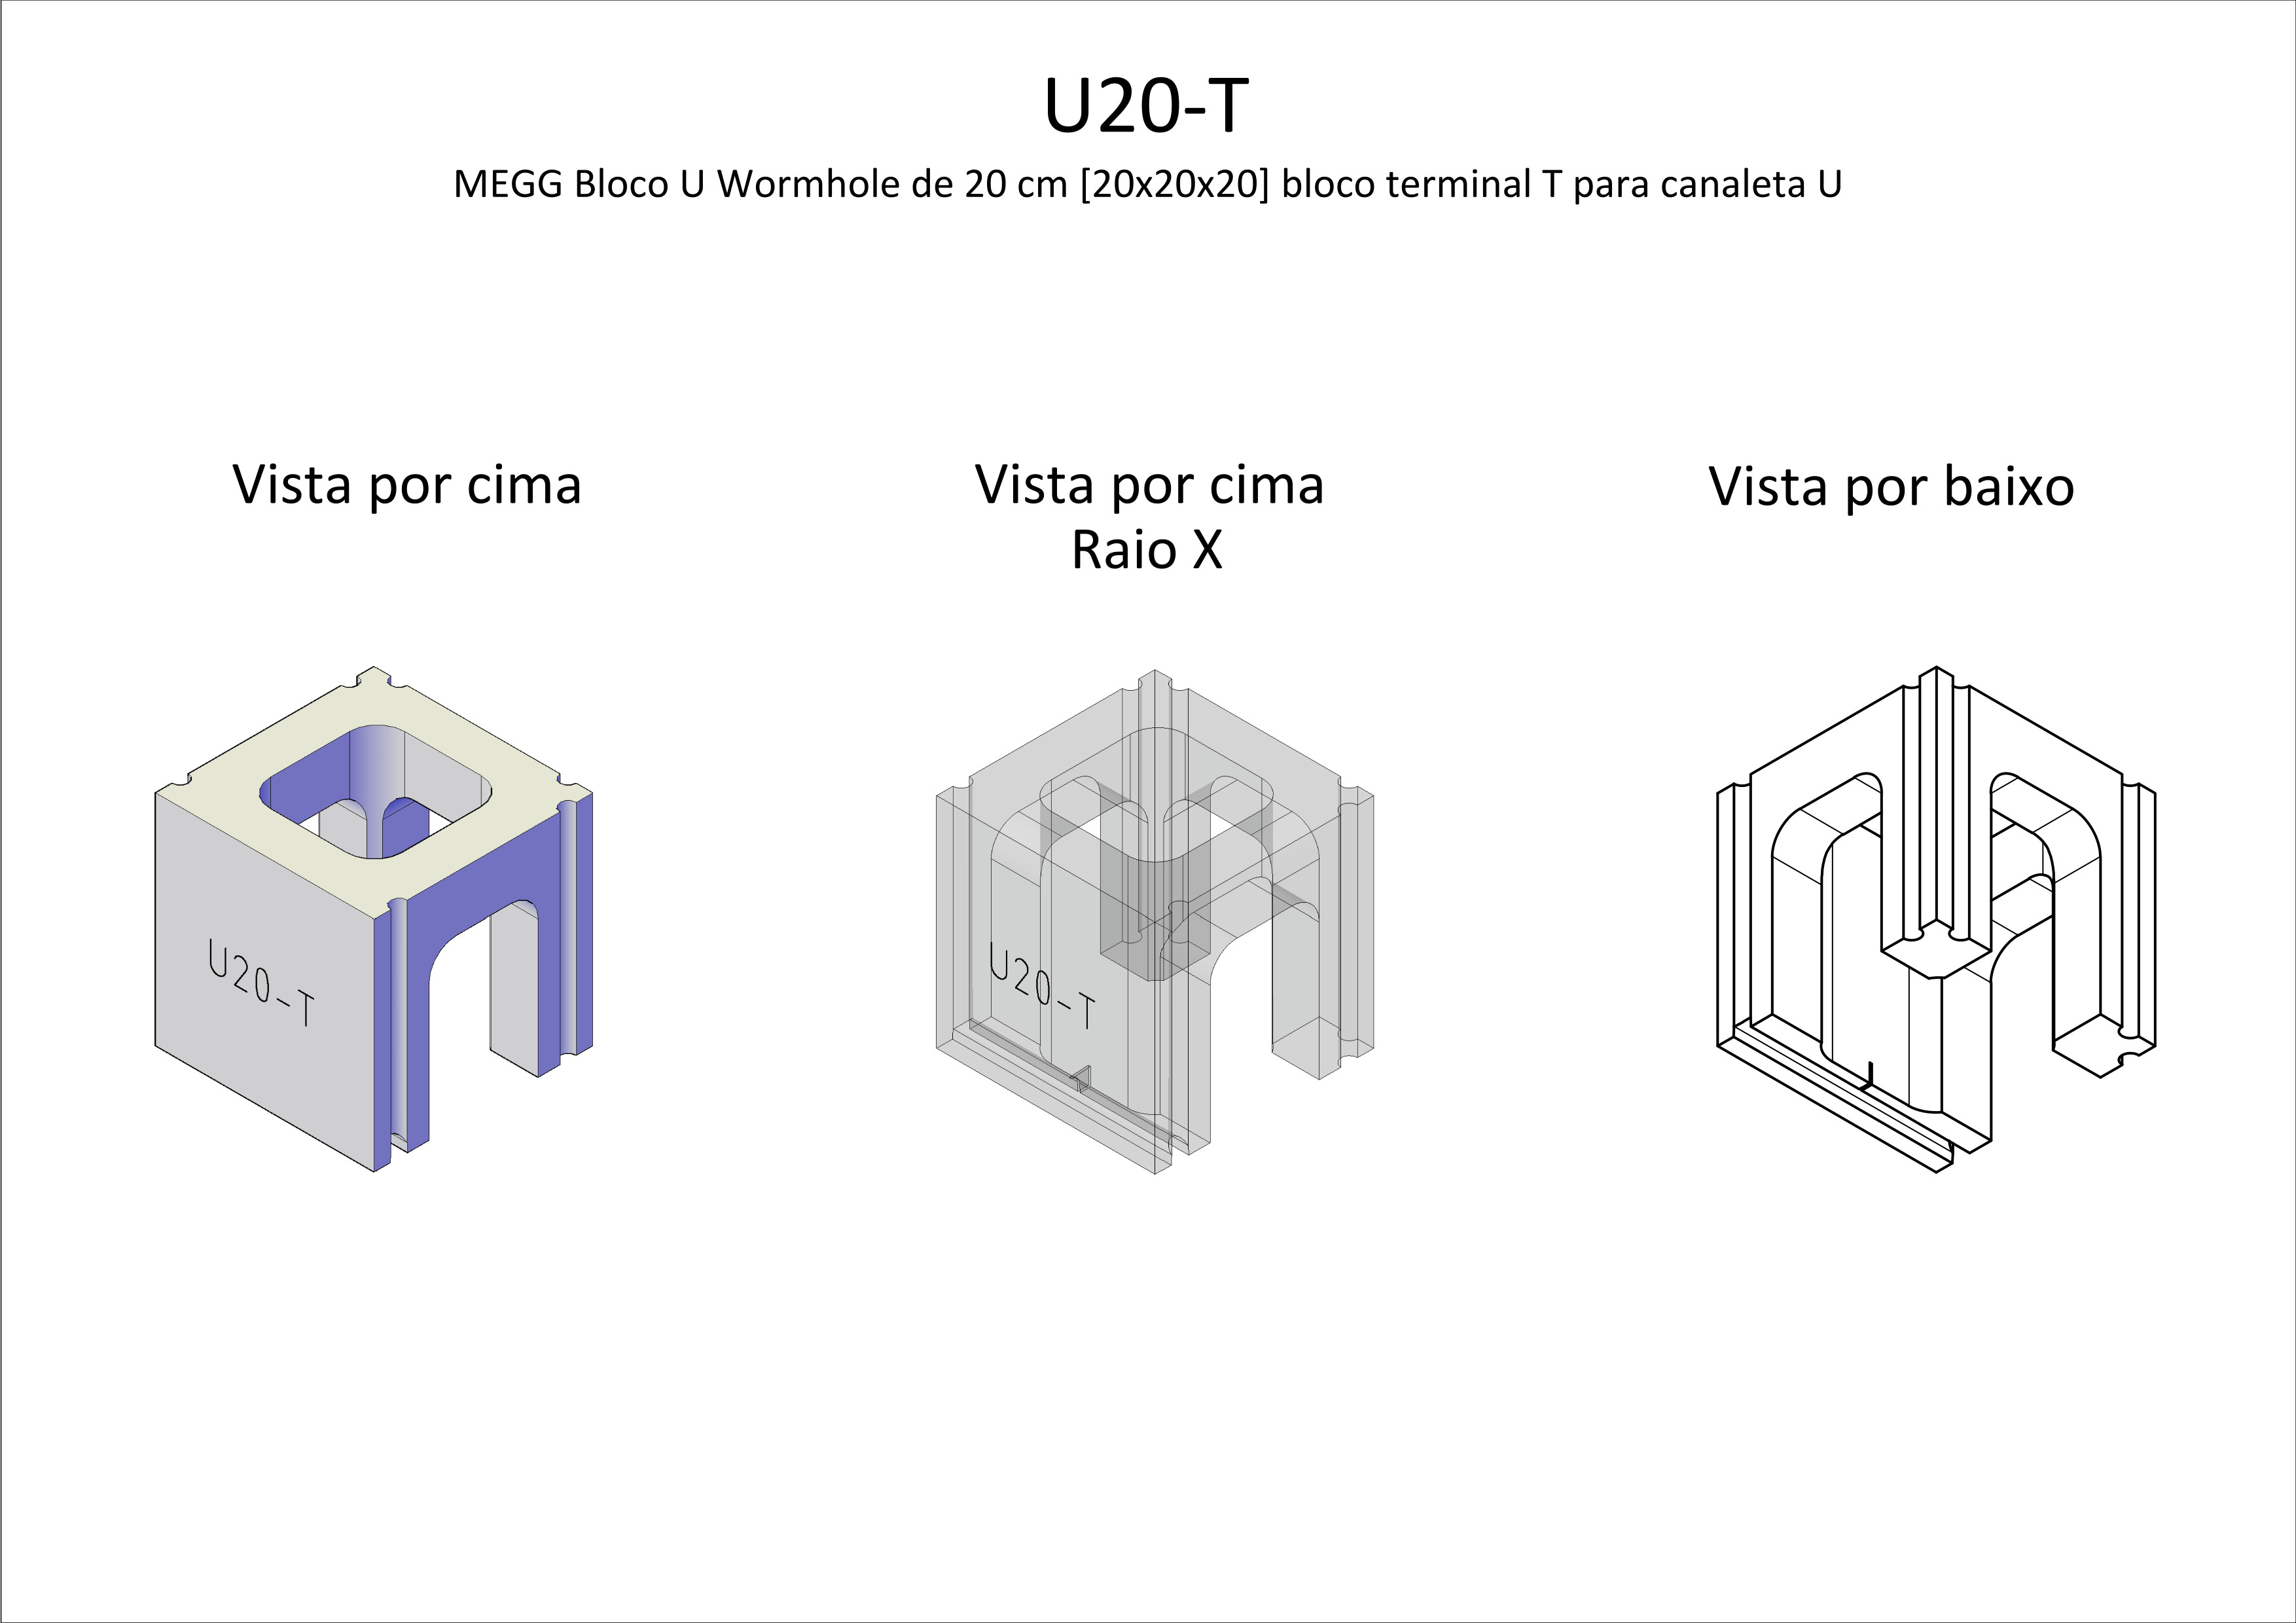 U20-T
MEGG Bloco U Wormhole de 20 cm [20x20x20] bloco terminal T para canaleta U
Vista por cima
Vista por cima
Raio X
Vista por baixo
U20-T
U20-T